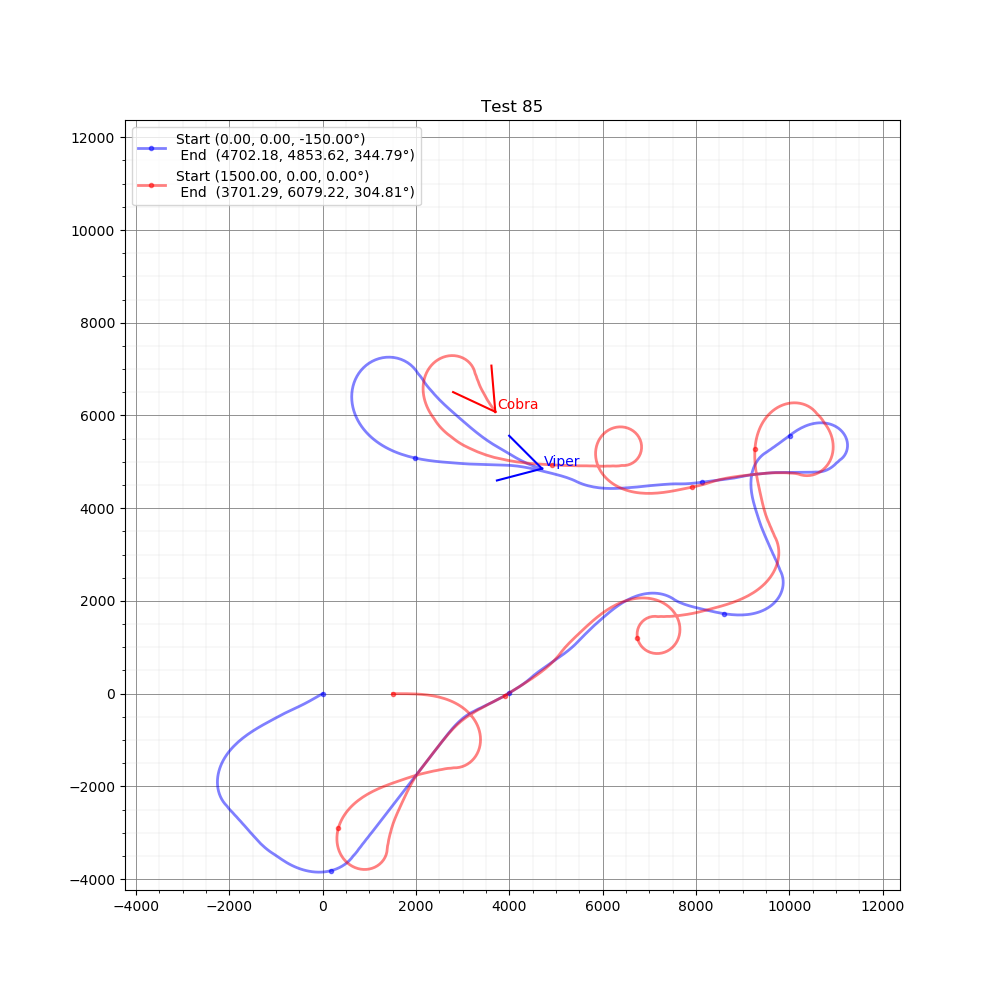 Test 85
Start (0.00, 0.00, -150.00°)
End  (4702.18, 4853.62, 344.79°)
Start (1500.00, 0.00, 0.00°)
End  (3701.29, 6079.22, 304.81°)
12000
10000
8000
6000
4000
2000
0
−2000
−4000
Cobra
Viper
−4000 −2000 0 2000 4000 6000 8000 10000 12000